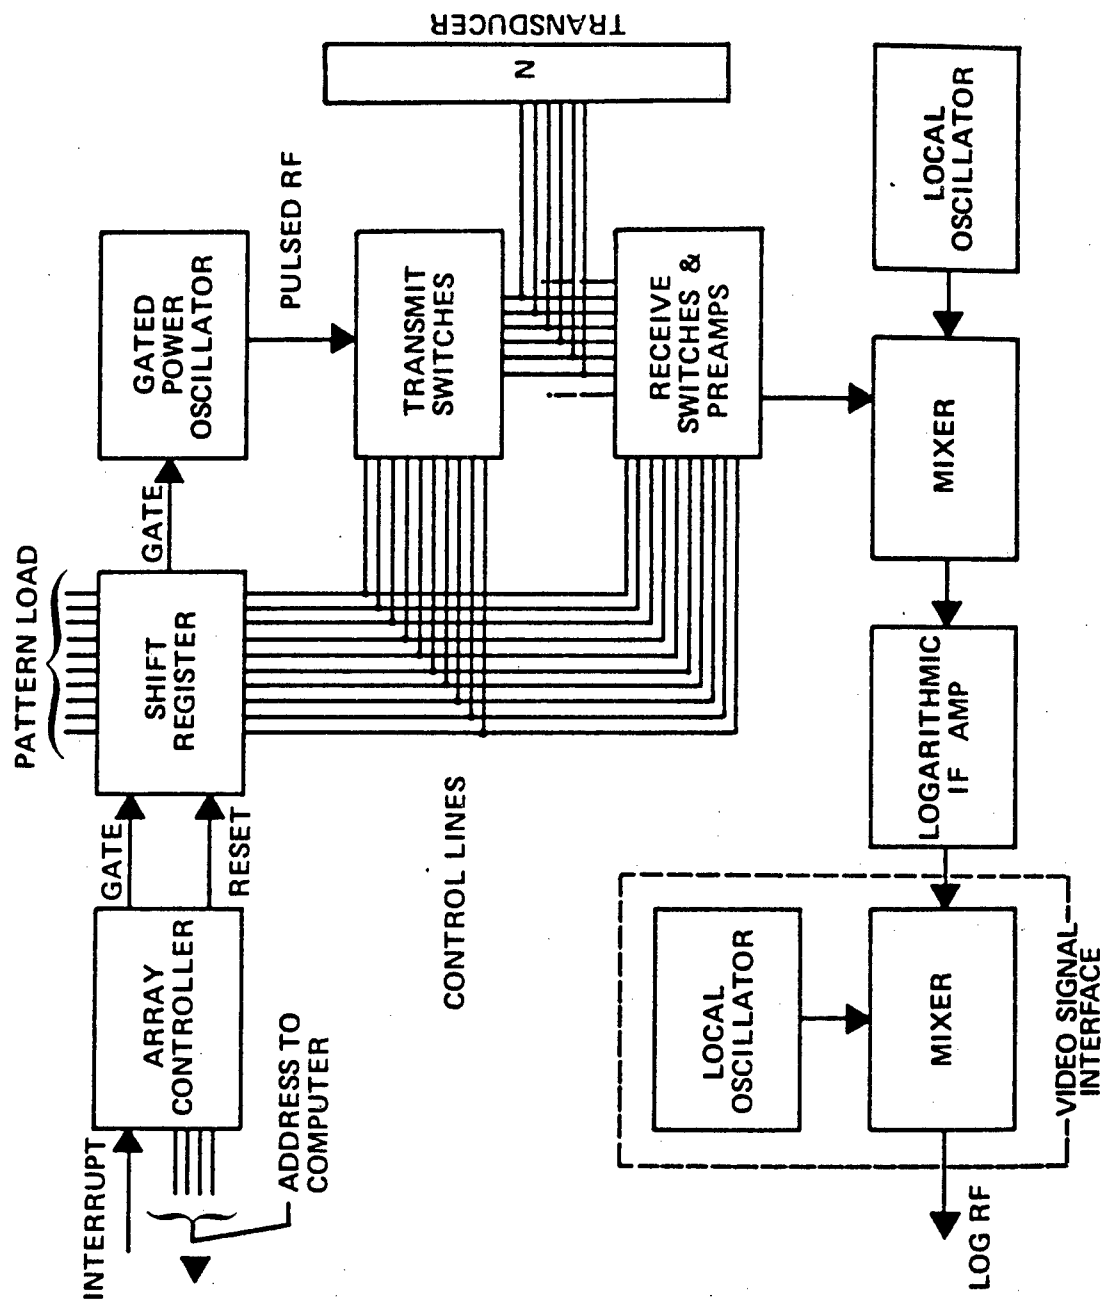 PATTERN LOAD
INTERRUPT
ARRAY
CONTROLLER
GATE
RESET
SHIFT
REGISTER
GATE
GATED
POWER
OSCILLATOR
PULSED RF
ADDRESS TO
COMPUTER
CONTROL LINES
TRANSMIT
SWITCHES
TRANSDUCER
N
RECEIVE
SWITCHES &
PREAMPS
LOCAL
OSCILLATOR
MIXER
LOGARITHMIC
IF AMP
LOCAL
OSCILLATOR
MIXER
LOG RF
VIDEO SIGNAL
INTERFACE